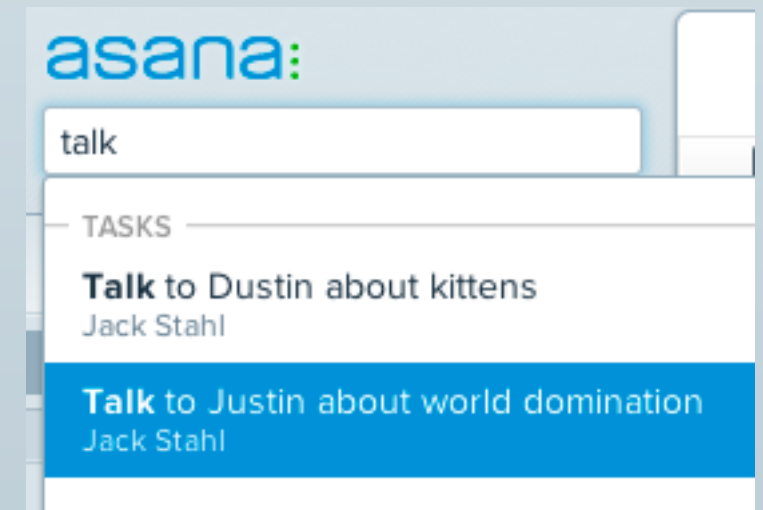 asana:
talk
TASKS
Talk to Dustin about kittens
Jack Stahl
Talk to Justin about world domination
Jack Stahl